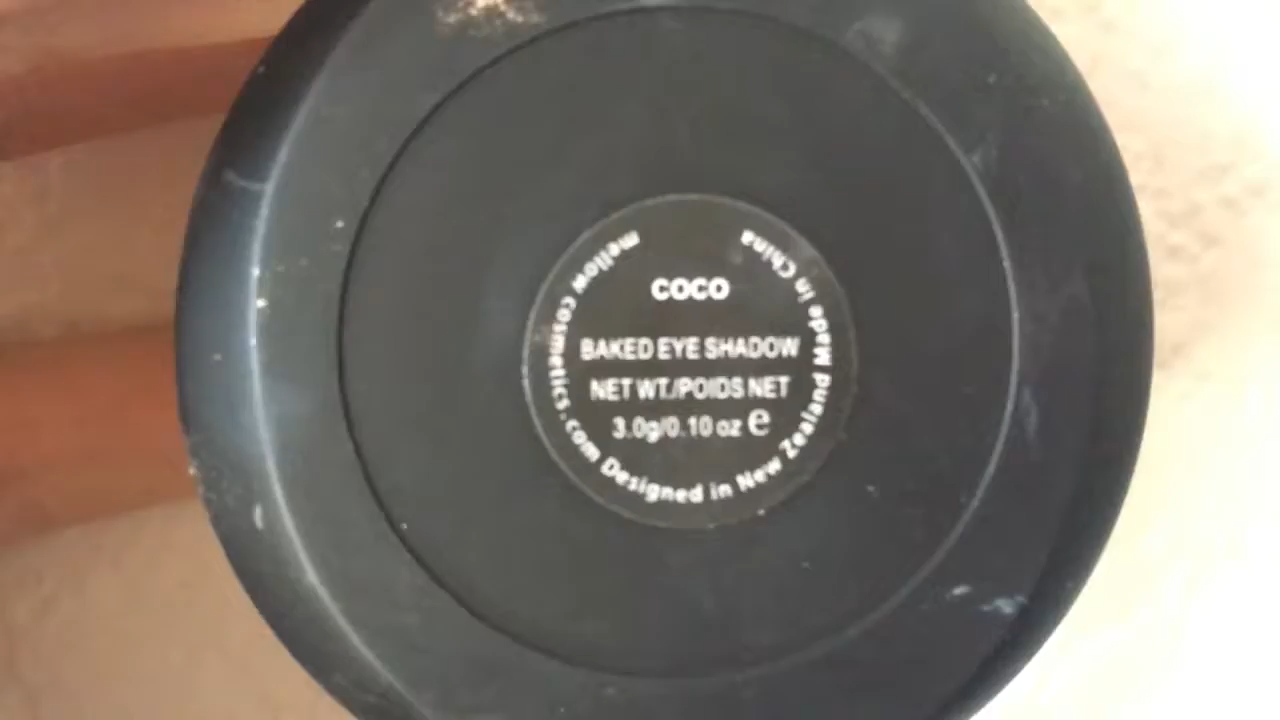 COCO
BAKED EYE SHADOW
NET WT./POIDS NET
3.0g/0.10 oz e
mellow cosmetics.com Designed in New Zealand Made in China